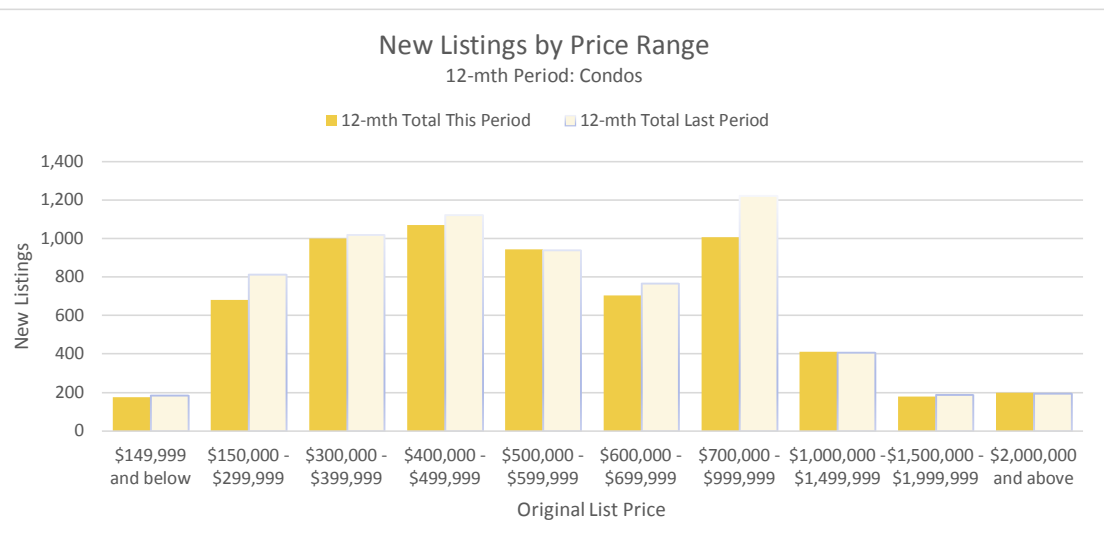 New Listings by Price Range
12-mth Period: Condos
12-mth Total This Period 12-mth Total Last Period
1,400
1,200
1,000
800
600
400
200
0
New Listings
$149,999 $150,000 - $300,000 - $400,000 - $500,000 - $600,000 - $700,000 - $1,000,000 - $1,500,000 - $2,000,000
and below $299,999 $399,999 $499,999 $599,999 $699,999 $999,999 $1,499,999 $1,999,999 and above
Original List Price